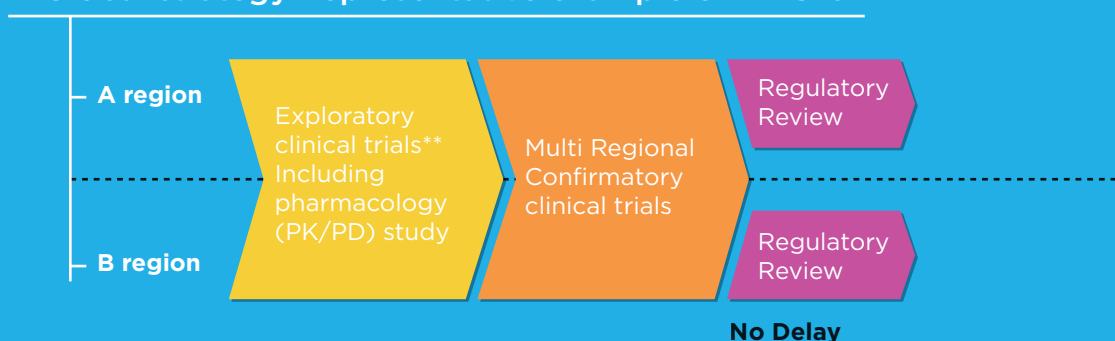 A region
Exploratory
clinical trials**
Including
pharmacology
(PK/PD) study
Multi Regional
Confirmatory
clinical trials
Regulatory
Review
B region
Regulatory
Review
No Delay